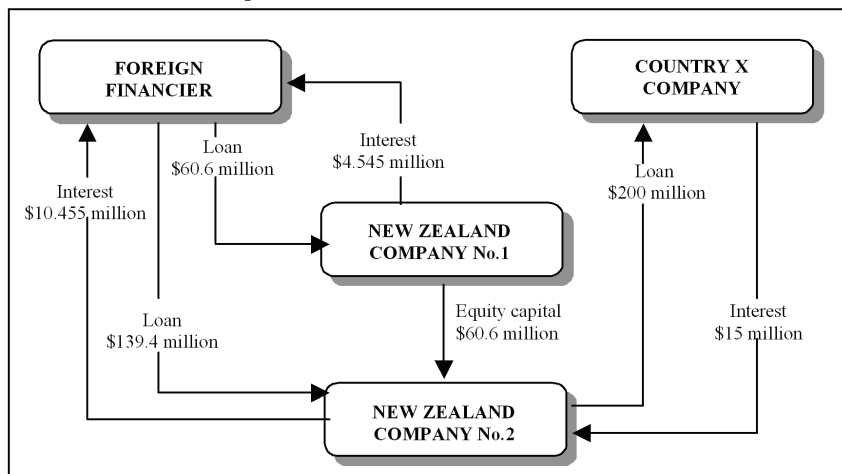 FOREIGN
FINANCIER
COUNTRY X
COMPANY
Loan
$60.6 million
Interest
$4.545 million
Loan
$200 million
Interest
$10.455 million
NEW ZEALAND
COMPANY No.1
Loan
$139.4 million
Equity capital
$60.6 million
Interest
$15 million
NEW ZEALAND
COMPANY No.2